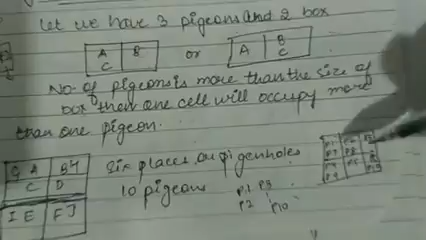 Let we have 3 pigeons and 2 box
A B
C
or
A B
C
No. of pigeons is more than the size of
box then one cell will occupy more
than one pigeon.
G A B H
C D
I E F J
Six places or pigenholes
10 pigeons
P1 P3
P2 P10